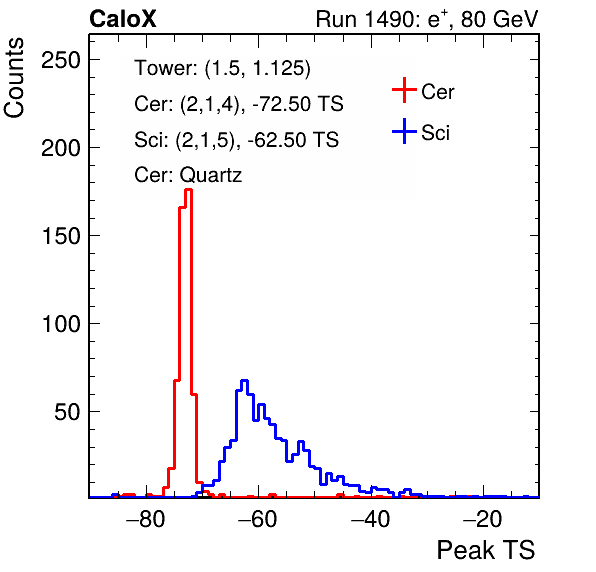 CaloX Run 1490: e+, 80 GeV
Counts
Tower: (1.5, 1.125)
Cer: (2,1,4), -72.50 TS
Sci: (2,1,5), -62.50 TS
Cer: Quartz
Cer
Sci
250
200
150
100
50
−80 −60 −40 −20
Peak TS